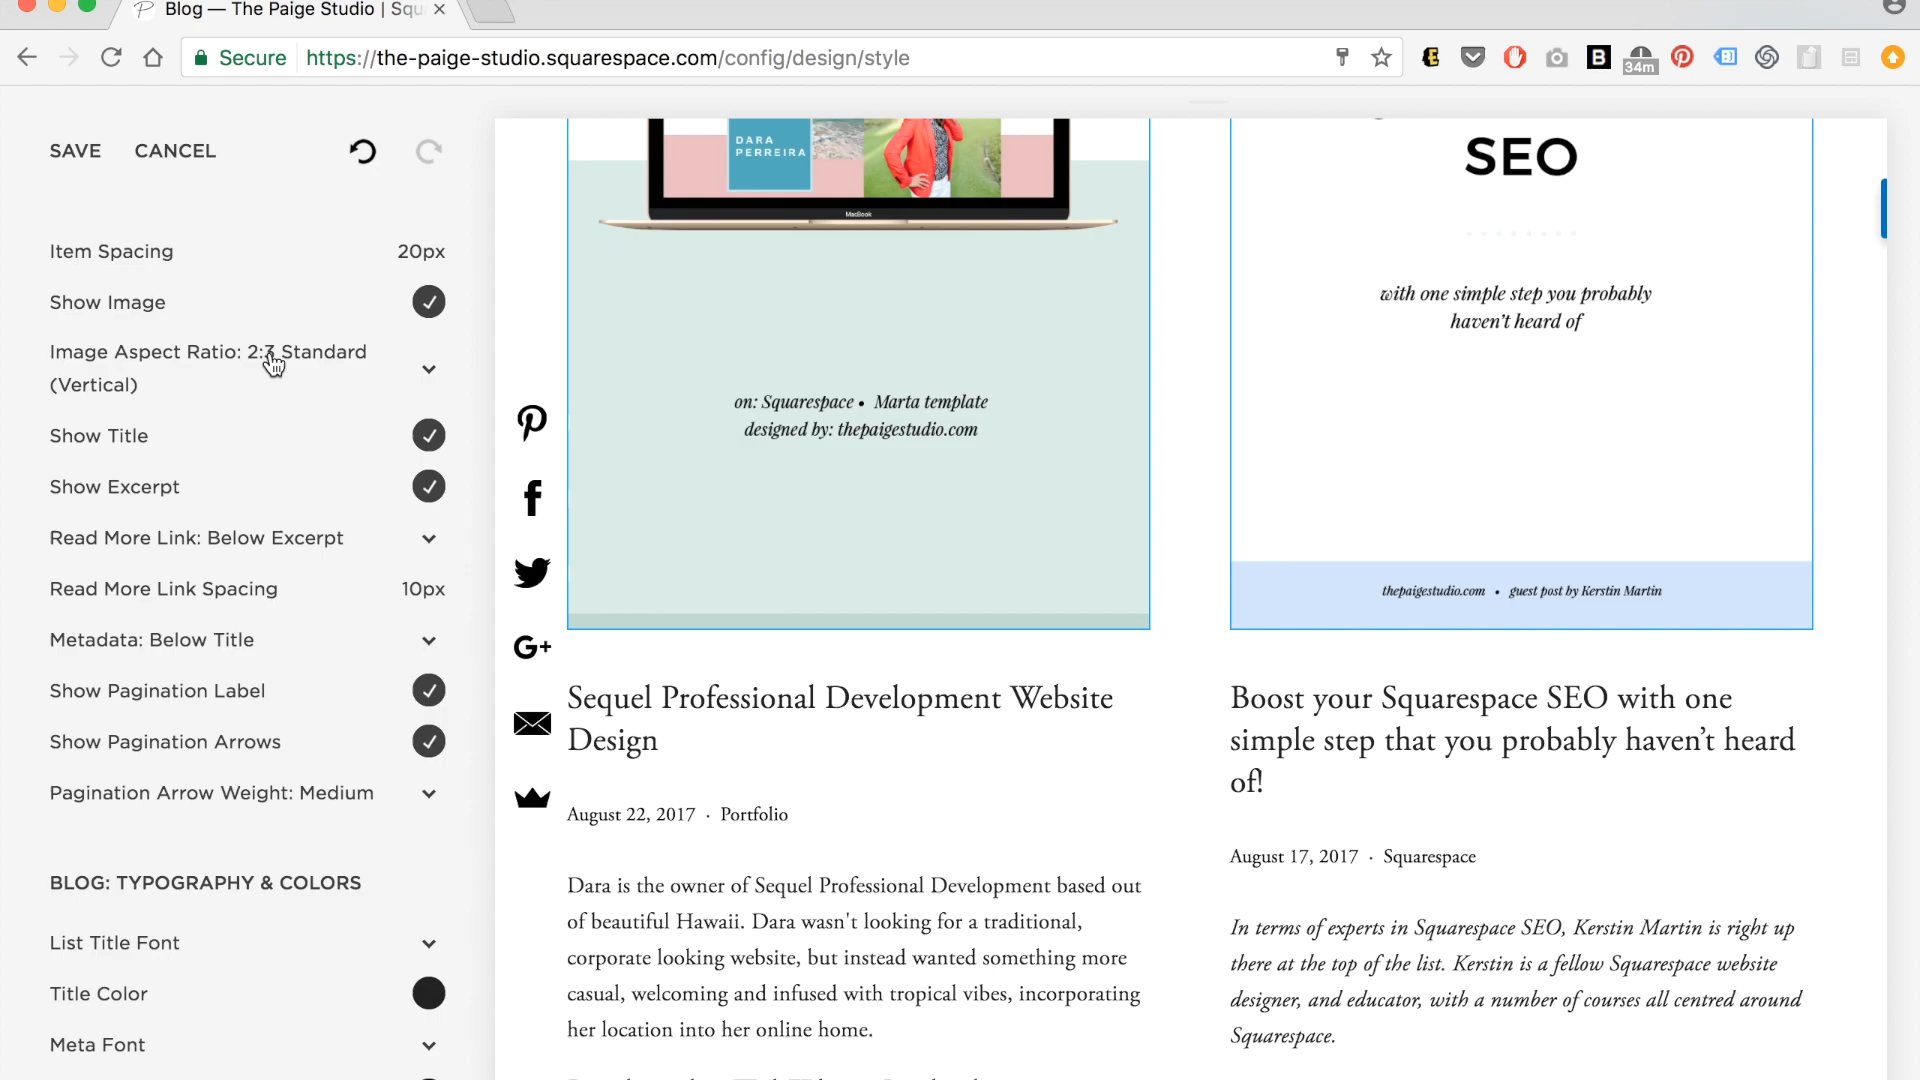 Blog — The Paige Studio | Squ
Secure
https://the-paige-studio.squarespace.com/config/design/style
B
34m
SAVE
CANCEL
Item Spacing
20px
Show Image
Image Aspect Ratio: 2:3 Standard
(Vertical)
Show Title
Show Excerpt
Read More Link: Below Excerpt
Read More Link Spacing
10px
Metadata: Below Title
Show Pagination Label
Show Pagination Arrows
Pagination Arrow Weight: Medium
BLOG: TYPOGRAPHY & COLORS
List Title Font
Title Color
Meta Font
DARA
PERREIRA
MacBook
on: Squarespace • Marta template
designed by: thepaigestudio.com
G+
Sequel Professional Development Website
Design
August 22, 2017 · Portfolio
Dara is the owner of Sequel Professional Development based out
of beautiful Hawaii. Dara wasn't looking for a traditional,
corporate looking website, but instead wanted something more
casual, welcoming and infused with tropical vibes, incorporating
her location into her online home.
SEO
with one simple step you probably
haven't heard of
thepaigestudio.com • guest post by Kerstin Martin
Boost your Squarespace SEO with one
simple step that you probably haven't heard
of!
August 17, 2017 · Squarespace
In terms of experts in Squarespace SEO, Kerstin Martin is right up
there at the top of the list. Kerstin is a fellow Squarespace website
designer, and educator, with a number of courses all centred around
Squarespace.